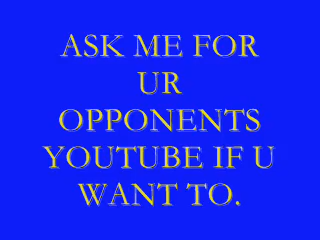 ASK ME FOR
UR
OPPONENTS
YOUTUBE IF U
WANT TO.